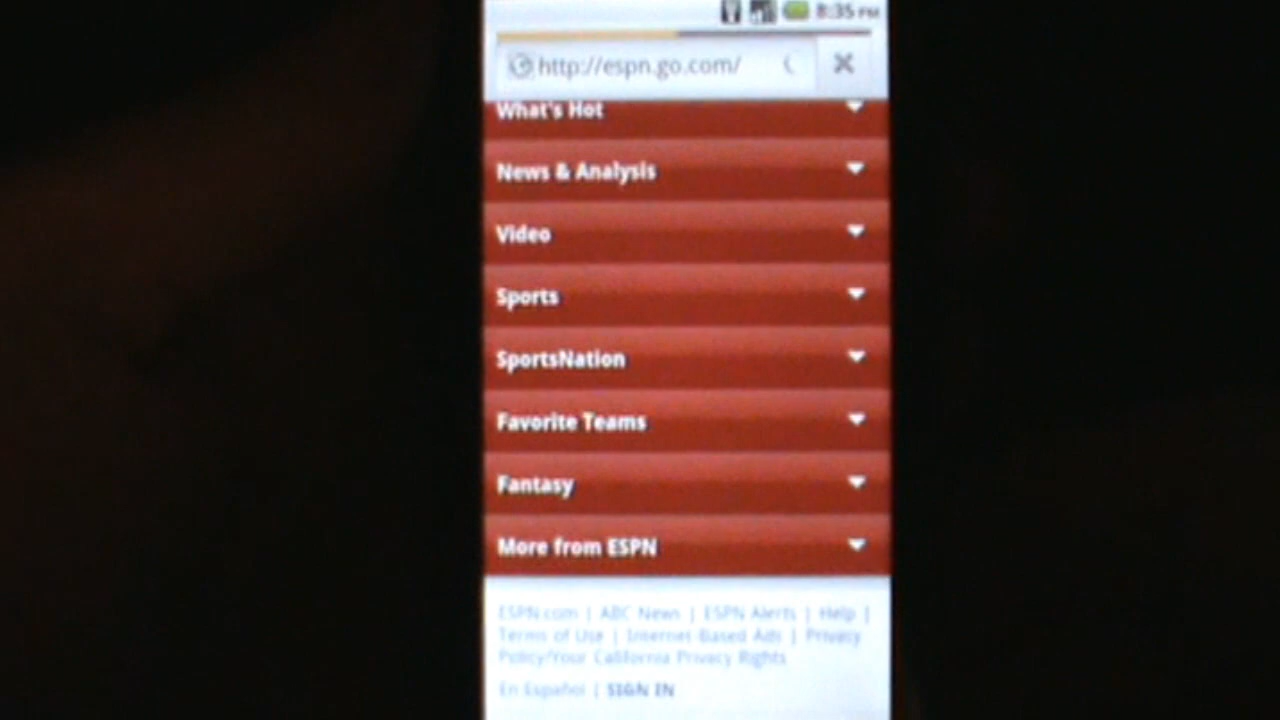 8:35 PM
http://espn.go.com/
What's Hot
News & Analysis
Video
Sports
SportsNation
Favorite Teams
Fantasy
More from ESPN
ESPN.com | ABC News | ESPN Alerts | Help |
Terms of Use | Internet-Based Ads | Privacy
Policy/Your California Privacy Rights
En Español | SIGN IN